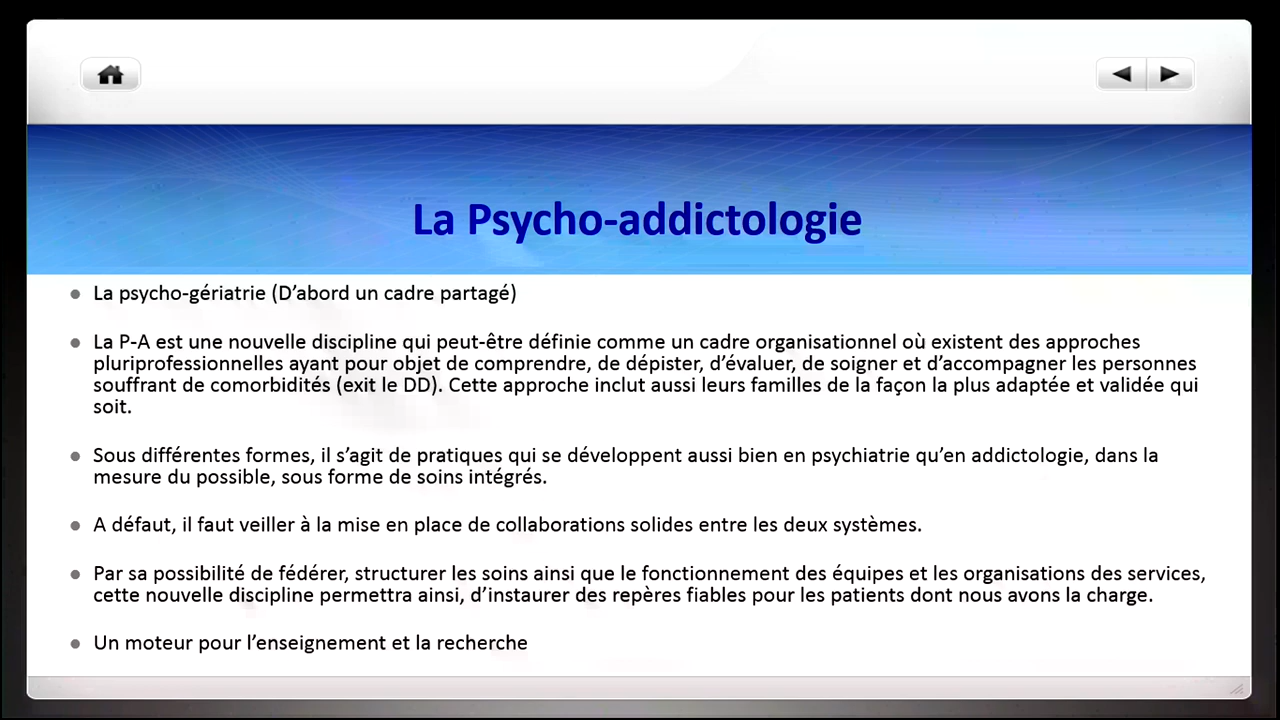 La Psycho-addictologie
● La psycho-gériatrie (D’abord un cadre partagé)
● La P-A est une nouvelle discipline qui peut-être définie comme un cadre organisationnel où existent des approches
pluriprofessionnelles ayant pour objet de comprendre, de dépister, d’évaluer, de soigner et d’accompagner les personnes
souffrant de comorbidités (exit le DD). Cette approche inclut aussi leurs familles de la façon la plus adaptée et validée qui
soit.
● Sous différentes formes, il s’agit de pratiques qui se développent aussi bien en psychiatrie qu’en addictologie, dans la
mesure du possible, sous forme de soins intégrés.
● A défaut, il faut veiller à la mise en place de collaborations solides entre les deux systèmes.
● Par sa possibilité de fédérer, structurer les soins ainsi que le fonctionnement des équipes et les organisations des services,
cette nouvelle discipline permettra ainsi, d’instaurer des repères fiables pour les patients dont nous avons la charge.
● Un moteur pour l’enseignement et la recherche